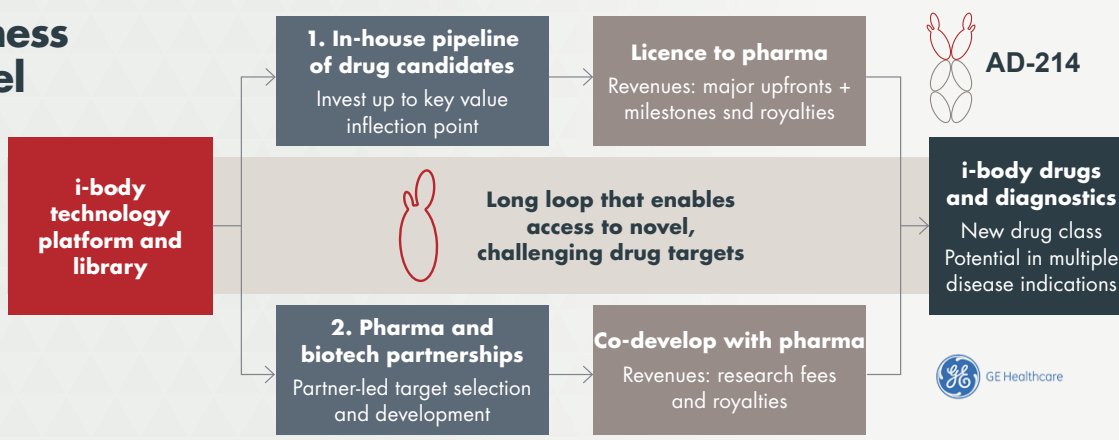 ness
el
1. In-house pipeline
of drug candidates
Invest up to key value
inflection point
Licence to pharma
Revenues: major upfronts +
milestones snd royalties
AD-214
i-body
technology
platform and
library
Long loop that enables
access to novel,
challenging drug targets
i-body drugs
and diagnostics
New drug class
Potential in multiple
disease indications
2. Pharma and
biotech partnerships
Partner-led target selection
and development
Co-develop with pharma
Revenues: research fees
and royalties
GE
GE Healthcare